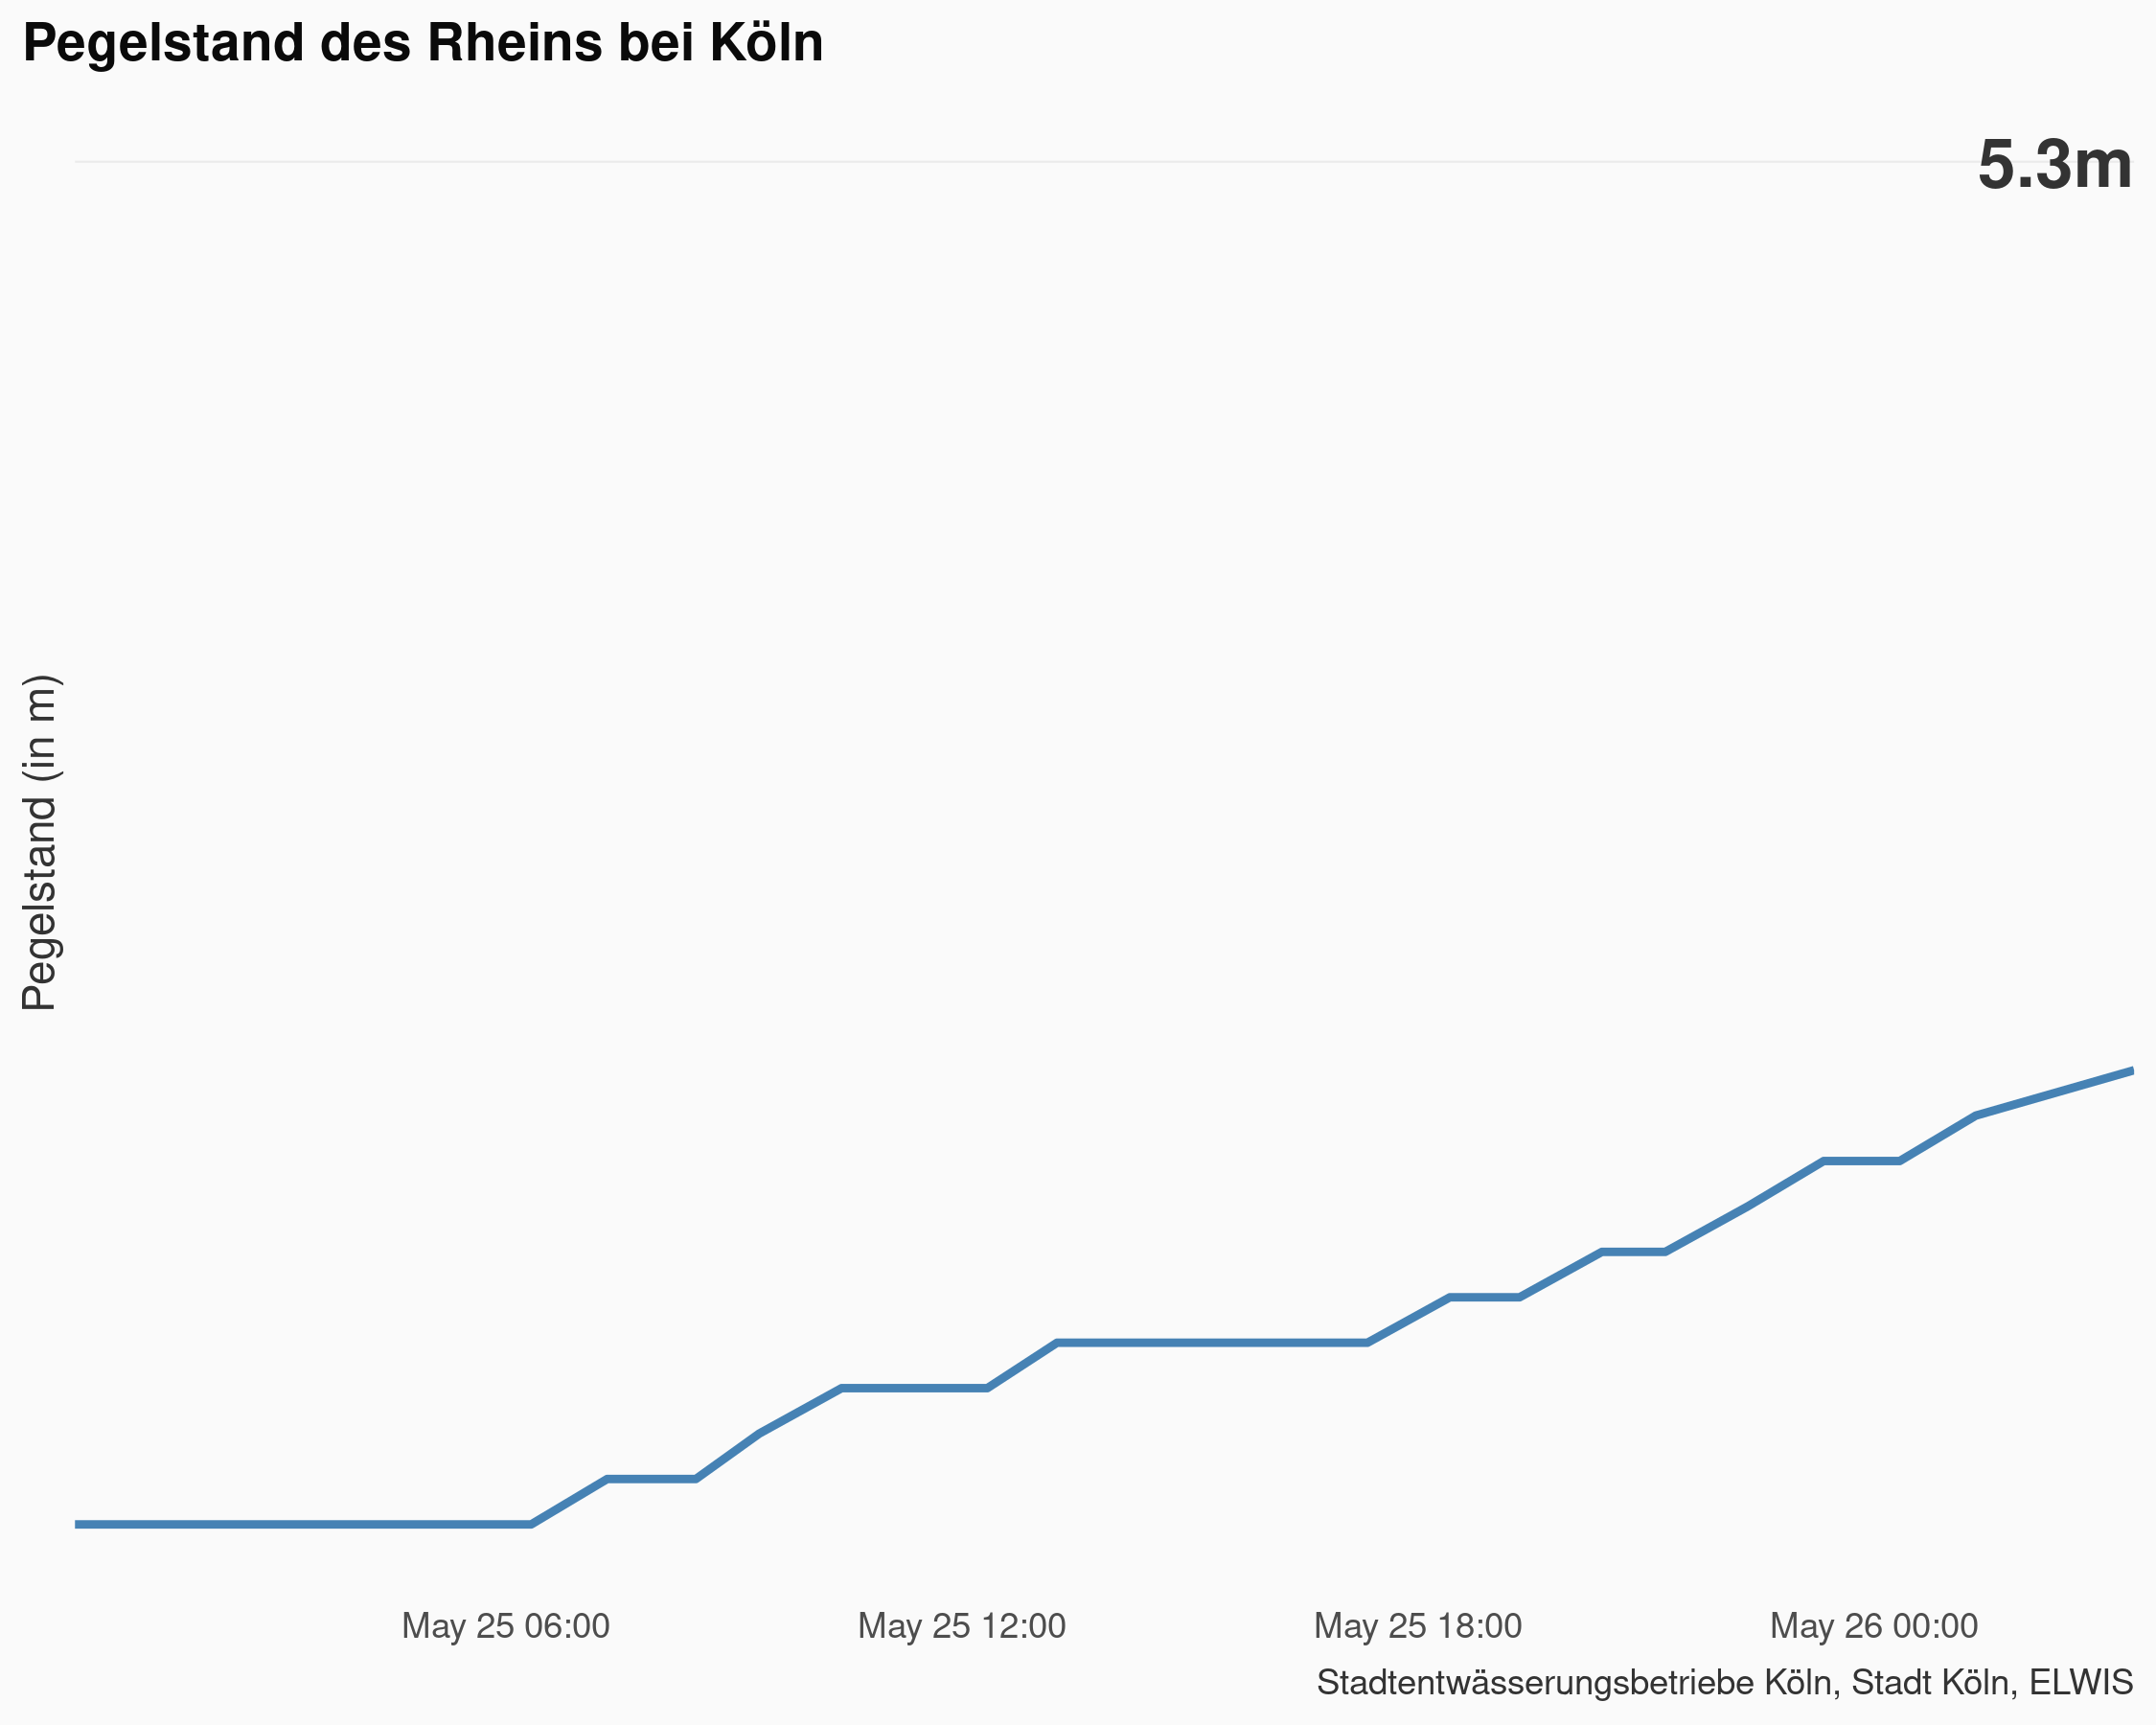 Pegelstand des Rheins bei Köln
5.3m
Pegelstand (in m)
May 25 06:00
May 25 12:00
May 25 18:00
May 26 00:00
Stadtentwässerungsbetriebe Köln, Stadt Köln, ELWIS